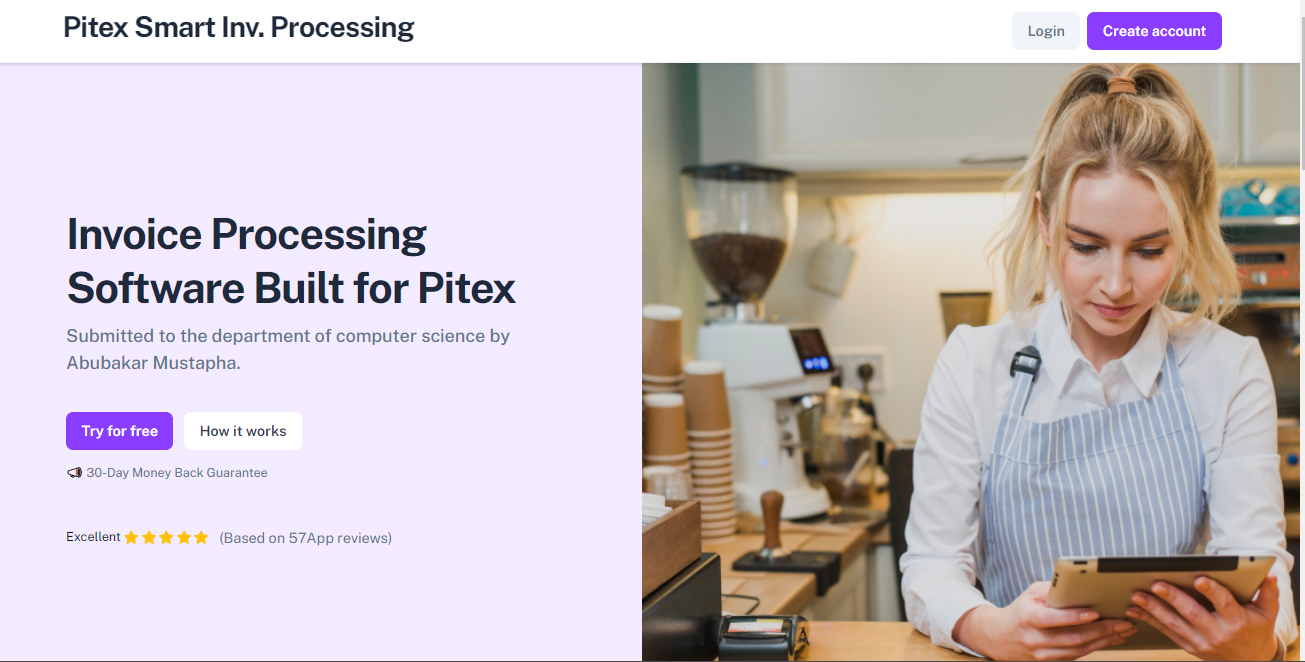 Pitex Smart Inv. Processing
Login
Create account
Invoice Processing
Software Built for Pitex
Submitted to the department of computer science by
Abubakar Mustapha.
Try for free
How it works
30-Day Money Back Guarantee
Excellent
(Based on 57App reviews)